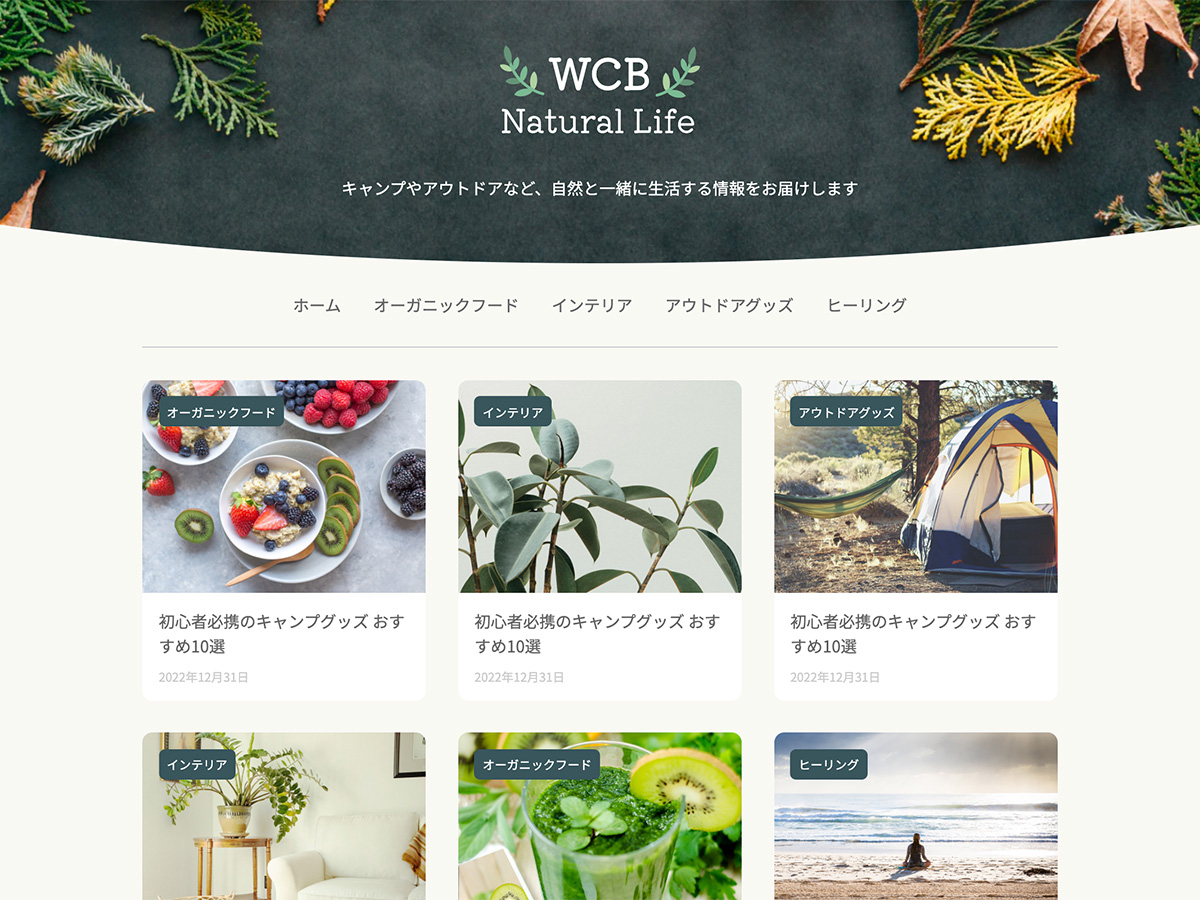 WCB
Natural Life
キャンプやアウトドアなど、自然と一緒に生活する情報をお届けします
ホーム オーガニックフード インテリア アウトドアグッズ ヒーリング
オーガニックフード
初心者必携のキャンプグッズ おす
すめ10選
2022年12月31日
インテリア
初心者必携のキャンプグッズ おす
すめ10選
2022年12月31日
アウトドアグッズ
初心者必携のキャンプグッズ おす
すめ10選
2022年12月31日
インテリア
オーガニックフード
ヒーリング